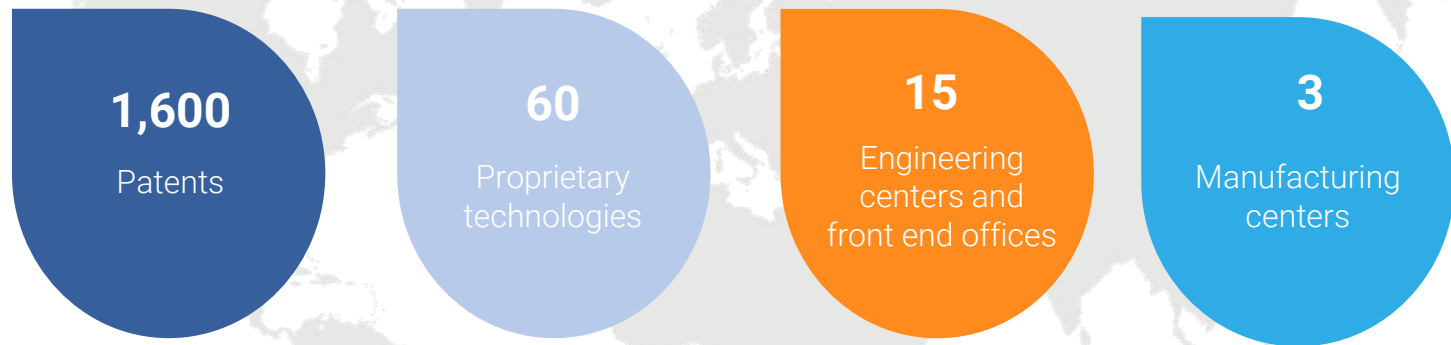 1,600
Patents
60
Proprietary
technologies
15
Engineering
centers and
front end offices
3
Manufacturing
centers